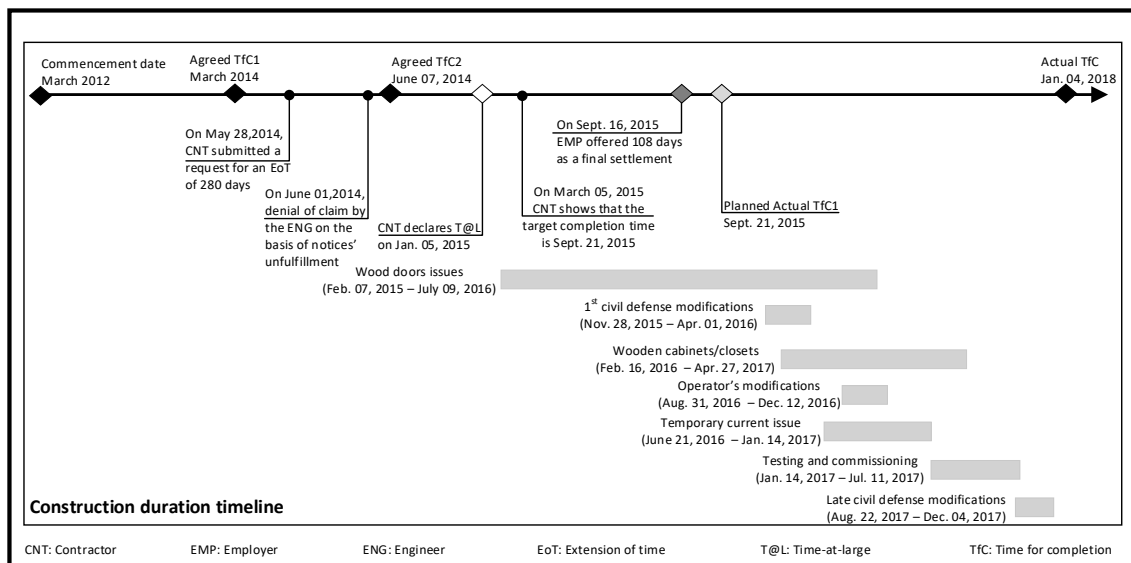 Commencement date
March 2012
Agreed TfC1
March 2014
Agreed TfC2
June 07, 2014
Actual TfC
Jan. 04, 2018
On May 28,2014,
CNT submitted a
request for an EoT
of 280 days
On June 01,2014,
denial of claim by
the ENG on the
basis of notices’
unfulfillment
CNT declares T@L
on Jan. 05, 2015
On March 05, 2015
CNT shows that the
target completion time
is Sept. 21, 2015
On Sept. 16, 2015
EMP offered 108 days
as a final settlement
Planned Actual TfC1
Sept. 21, 2015
Wood doors issues
(Feb. 07, 2015 – July 09, 2016)
1st civil defense modifications
(Nov. 28, 2015 – Apr. 01, 2016)
Wooden cabinets/closets
(Feb. 16, 2016 – Apr. 27, 2017)
Operator’s modifications
(Aug. 31, 2016 – Dec. 12, 2016)
Temporary current issue
(June 21, 2016 – Jan. 14, 2017)
Testing and commissioning
(Jan. 14, 2017 – Jul. 11, 2017)
Late civil defense modifications
(Aug. 22, 2017 – Dec. 04, 2017)
Construction duration timeline
CNT: Contractor EMP: Employer ENG: Engineer EoT: Extension of time T@L: Time-at-large TfC: Time for completion